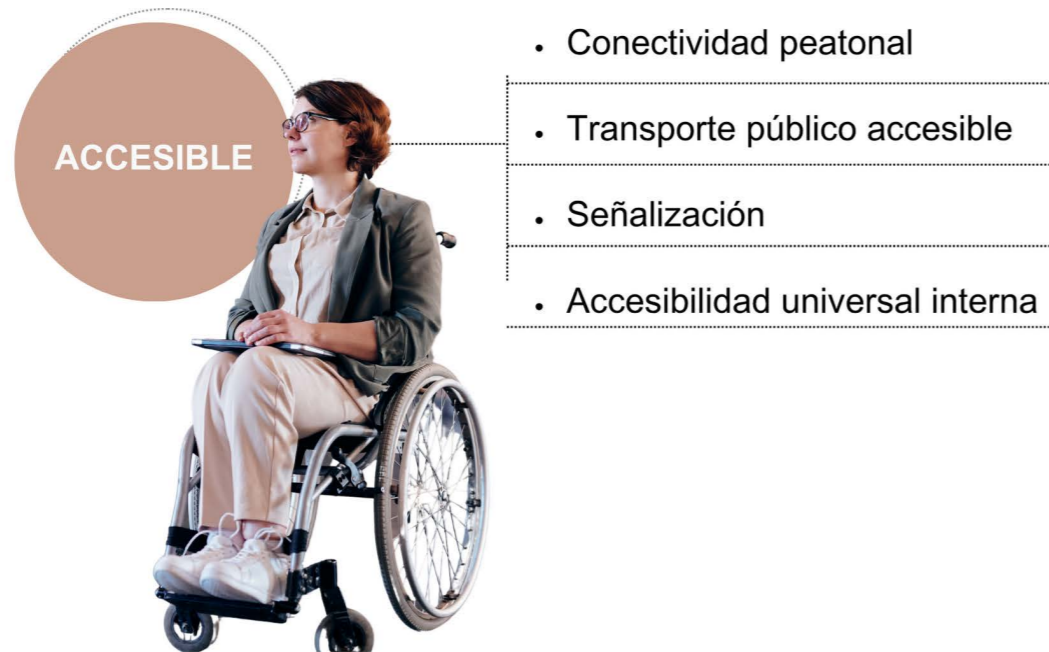 ACCESIBLE
• Conectividad peatonal
• Transporte público accesible
• Señalización
• Accesibilidad universal interna